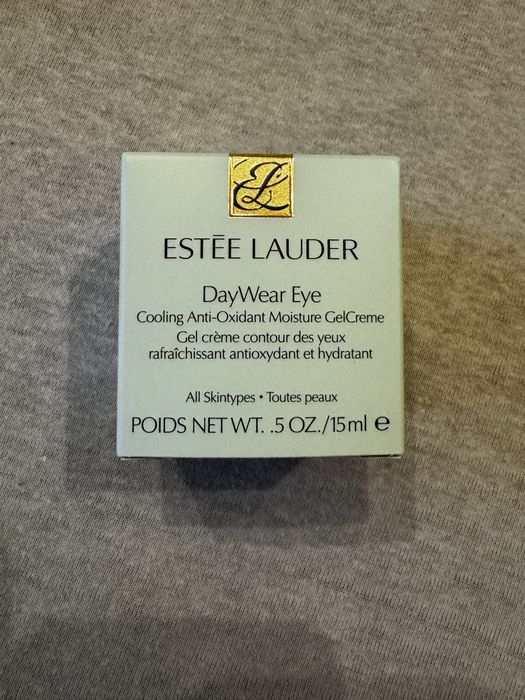 EL
ESTĒE LAUDER
DayWear Eye
Cooling Anti-Oxidant Moisture GelCreme
Gel crème contour des yeux
rafraîchissant antioxydant et hydratant
All Skintypes • Toutes peaux
POIDS NET WT. .5 OZ./15ml ℮